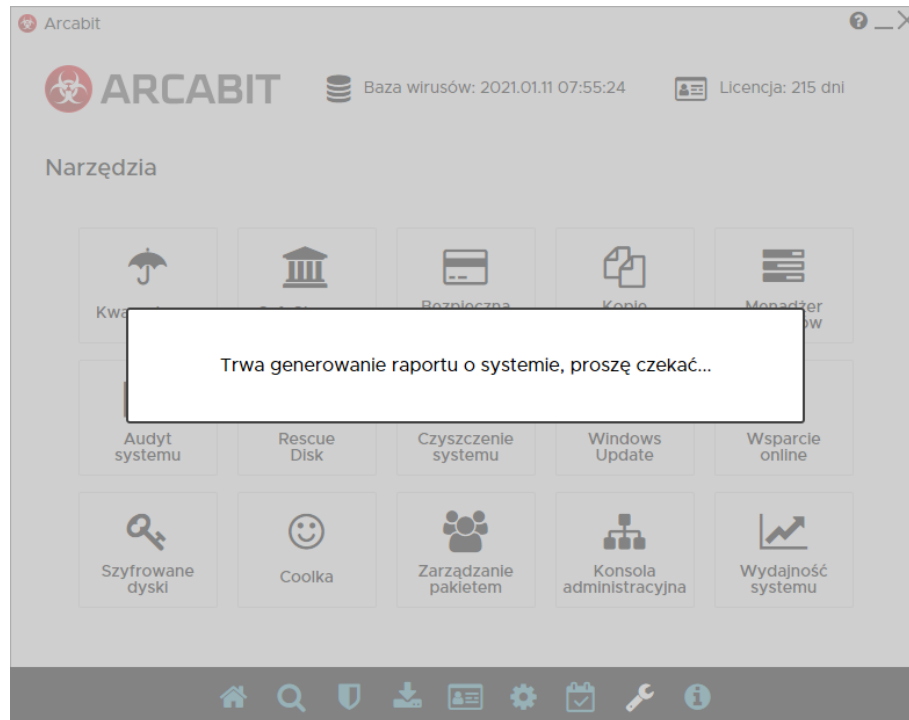 Arcabit
ARCABIT
Baza wirusów: 2021.01.11 07:55:24
Licencja: 215 dni
Narzędzia
Trwa generowanie raportu o systemie, proszę czekać...
Audyt
systemu
Rescue
Disk
Czyszczenie
systemu
Windows
Update
Wsparcie
online
Szyfrowane
dyski
Coolka
Zarządzanie
pakietem
Konsola
administracyjna
Wydajność
systemu